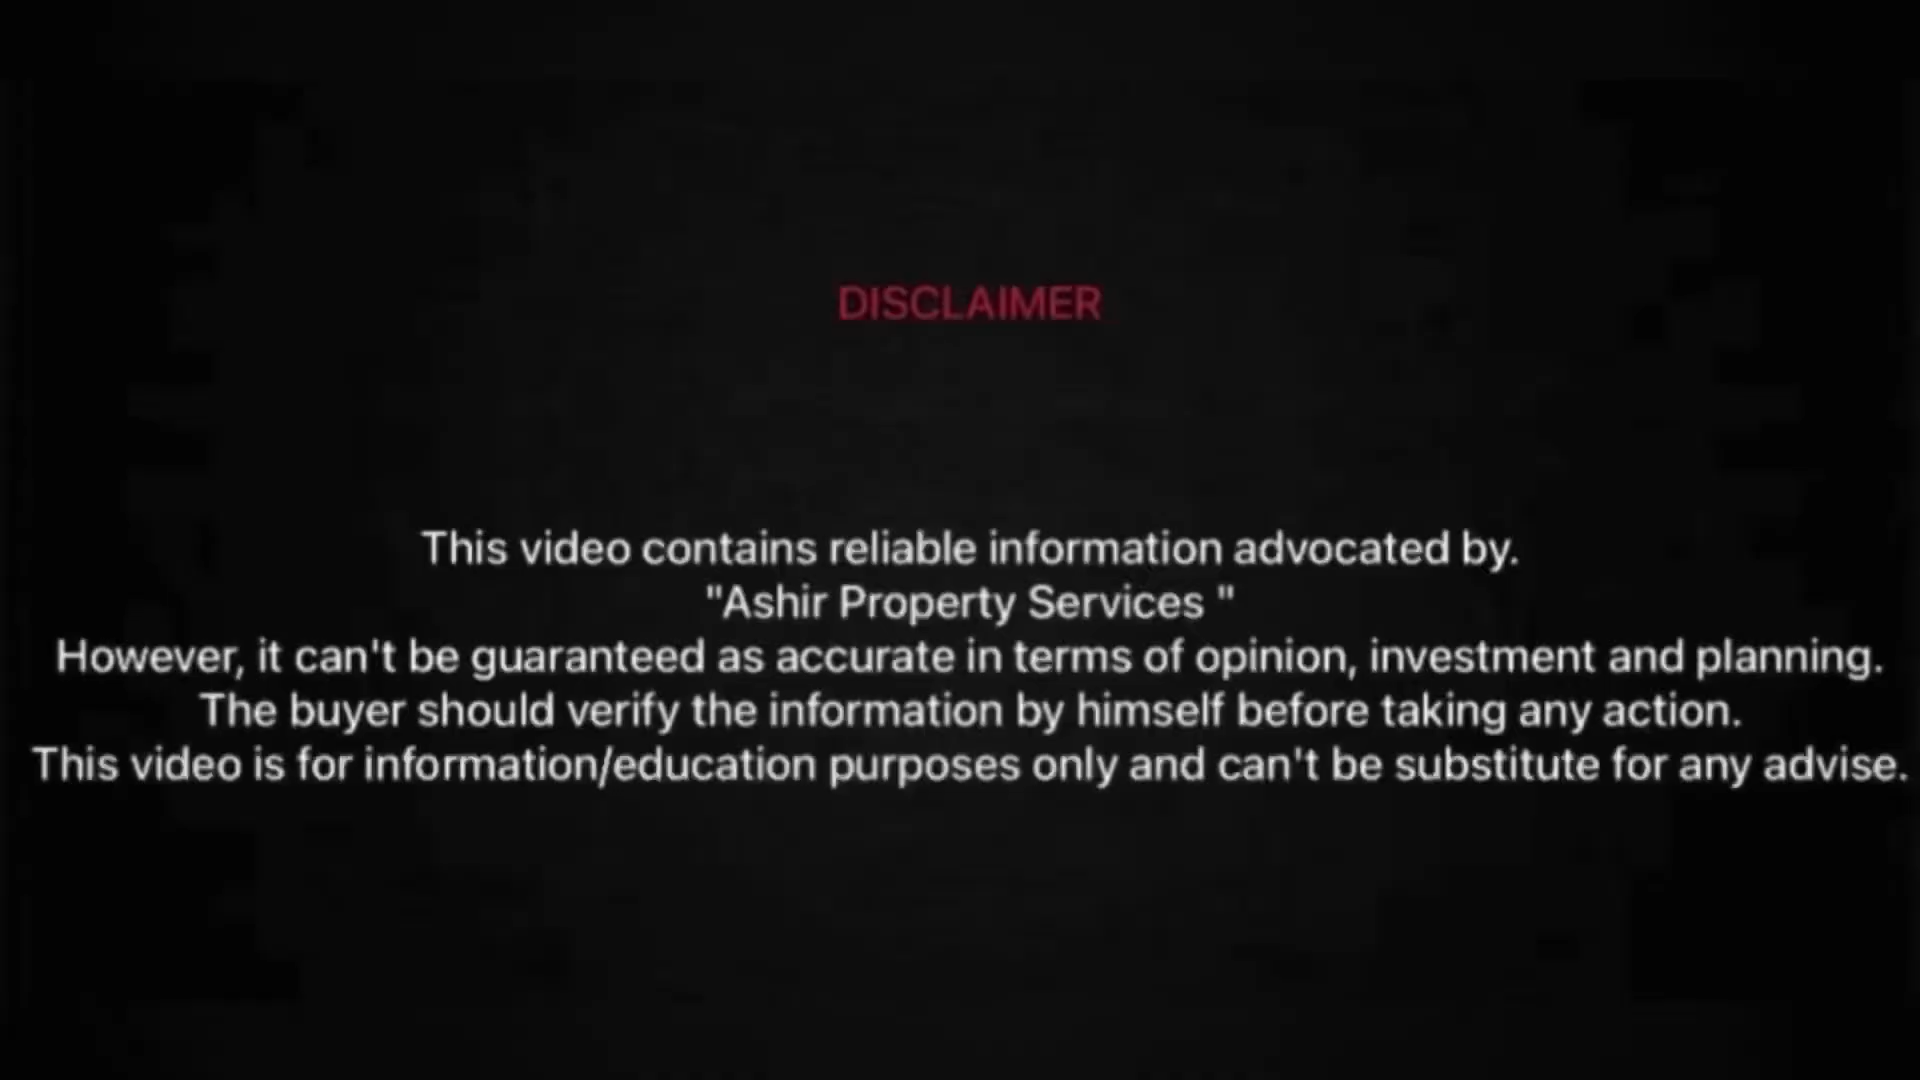 DISCLAIMER
This video contains reliable information advocated by.
"Ashir Property Services "
However, it can't be guaranteed as accurate in terms of opinion, investment and planning.
The buyer should verify the information by himself before taking any action.
This video is for information/education purposes only and can't be substitute for any advise.